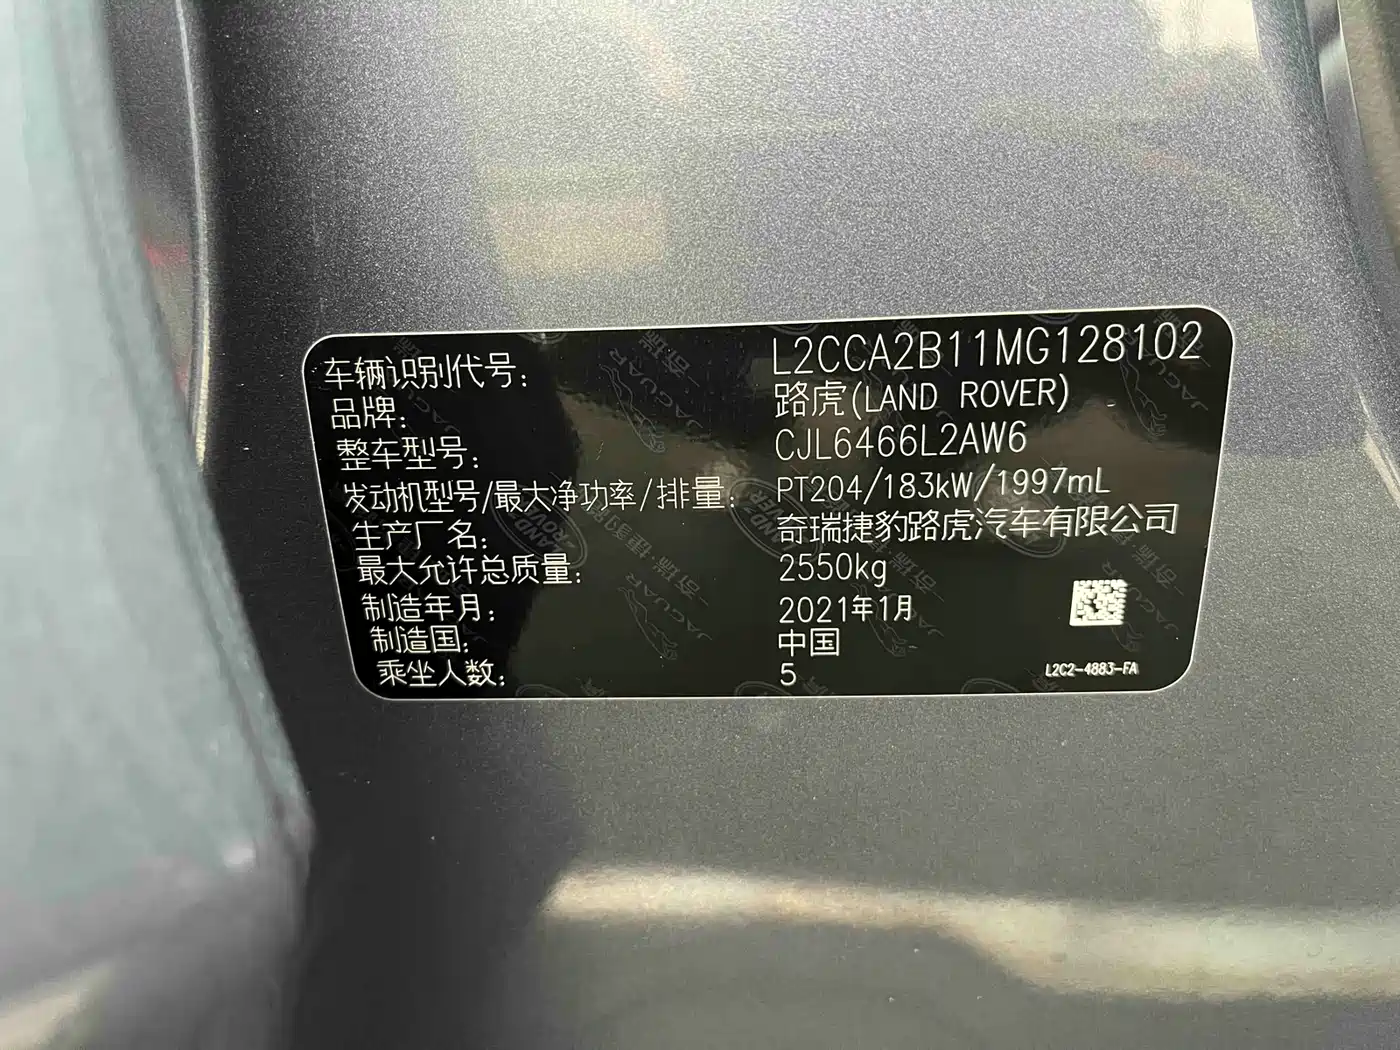 车辆识别代号: L2CCA2B11MG128102
品牌: 路虎(LAND ROVER)
整车型号: CJL6466L2AW6
发动机型号/最大净功率/排量: PT204/183kW/1997mL
生产厂名: 奇瑞捷豹路虎汽车有限公司
最大允许总质量: 2550kg
制造年月: 2021年1月
制造国: 中国
乘坐人数: 5
L2C2-4883-FA